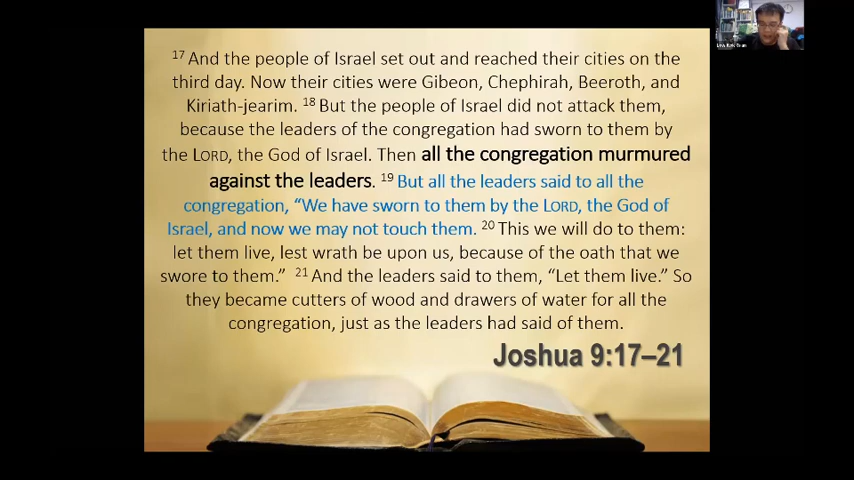 17 And the people of Israel set out and reached their cities on the
third day. Now their cities were Gibeon, Chephirah, Beeroth, and
Kiriath-jearim. 18 But the people of Israel did not attack them,
because the leaders of the congregation had sworn to them by
the LORD, the God of Israel. Then all the congregation murmured
against the leaders. 19 But all the leaders said to all the
congregation, “We have sworn to them by the LORD, the God of
Israel, and now we may not touch them. 20 This we will do to them:
let them live, lest wrath be upon us, because of the oath that we
swore to them.” 21 And the leaders said to them, “Let them live.” So
they became cutters of wood and drawers of water for all the
congregation, just as the leaders had said of them.
Joshua 9:17–21